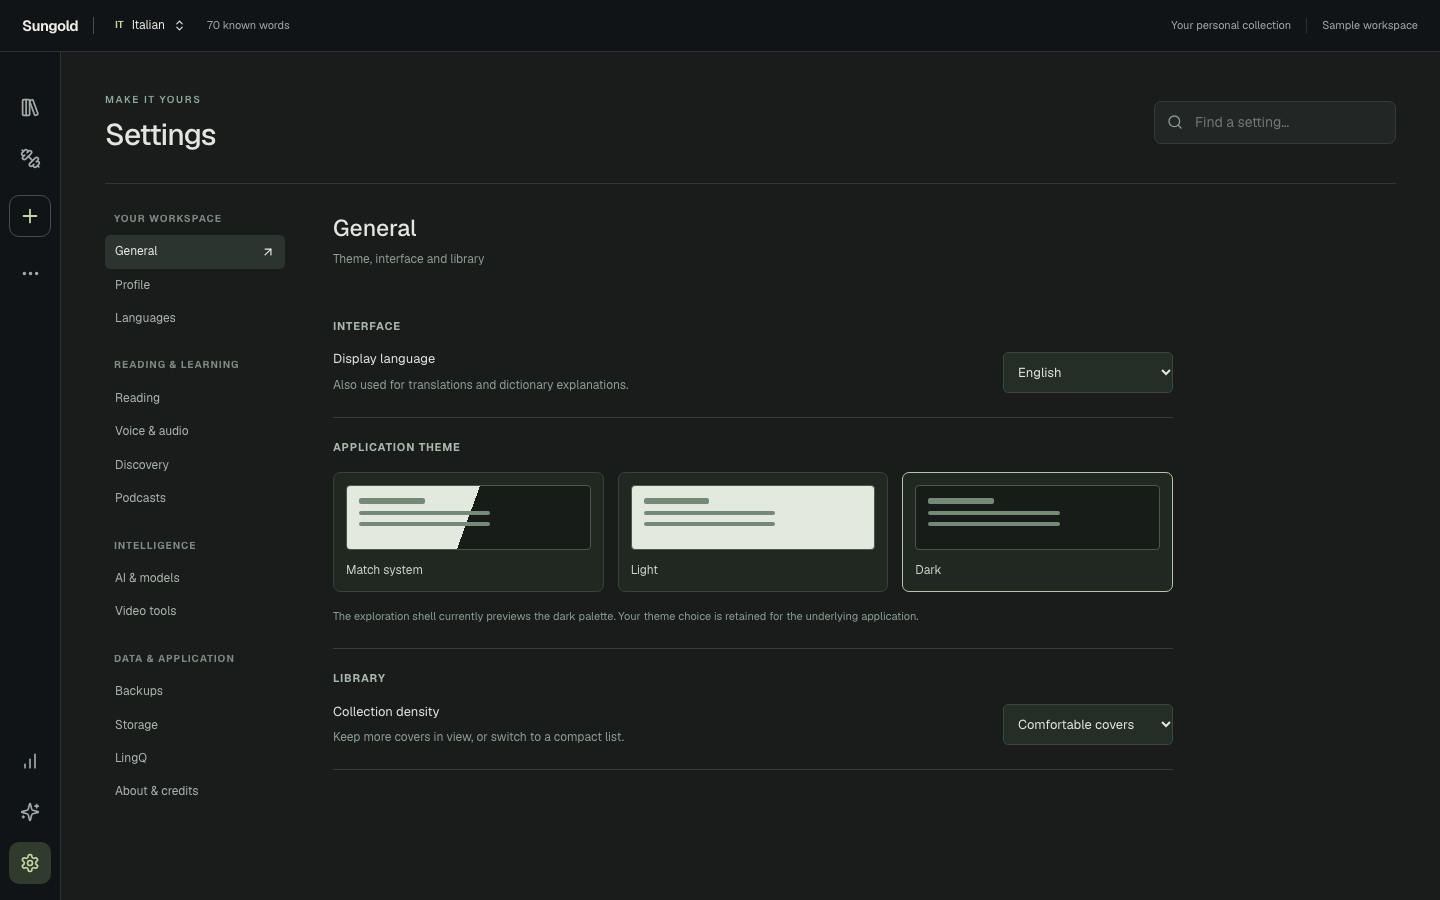 Sungold
IT Italian
70 known words
Your personal collection
Sample workspace
MAKE IT YOURS
Settings
Find a setting...
YOUR WORKSPACE
General
Profile
Languages
READING & LEARNING
Reading
Voice & audio
Discovery
Podcasts
INTELLIGENCE
AI & models
Video tools
DATA & APPLICATION
Backups
Storage
LingQ
About & credits
General
Theme, interface and library
INTERFACE
Display language
Also used for translations and dictionary explanations.
English
APPLICATION THEME
Match system
Light
Dark
The exploration shell currently previews the dark palette. Your theme choice is retained for the underlying application.
LIBRARY
Collection density
Keep more covers in view, or switch to a compact list.
Comfortable covers